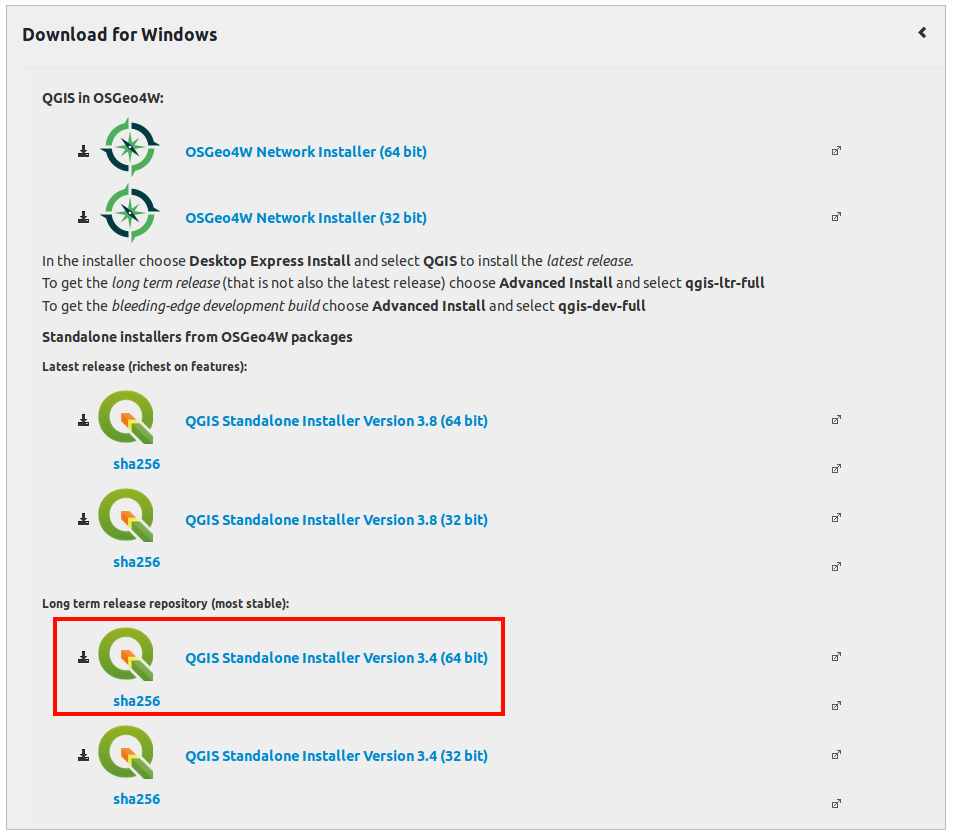 Download for Windows
QGIS in OSGeo4W:
OSGeo4W Network Installer (64 bit)
OSGeo4W Network Installer (32 bit)
In the installer choose Desktop Express Install and select QGIS to install the latest release.
To get the long term release (that is not also the latest release) choose Advanced Install and select qgis-ltr-full
To get the bleeding-edge development build choose Advanced Install and select qgis-dev-full
Standalone installers from OSGeo4W packages
Latest release (richest on features):
QGIS Standalone Installer Version 3.8 (64 bit)
sha256
QGIS Standalone Installer Version 3.8 (32 bit)
sha256
Long term release repository (most stable):
QGIS Standalone Installer Version 3.4 (64 bit)
sha256
QGIS Standalone Installer Version 3.4 (32 bit)
sha256